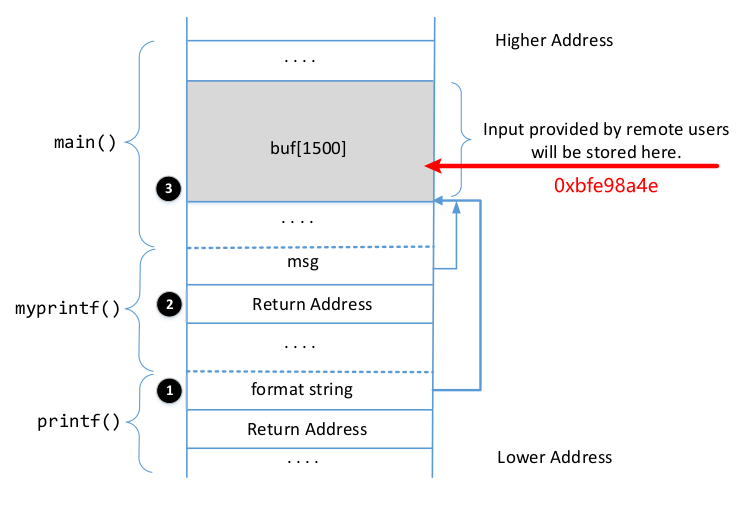 Higher Address
. . . .
main()
buf[1500]
Input provided by remote users
will be stored here.
0xbfe98a4e
3
. . . .
msg
myprintf()
2
Return Address
. . . .
1
format string
printf()
Return Address
. . . .
Lower Address